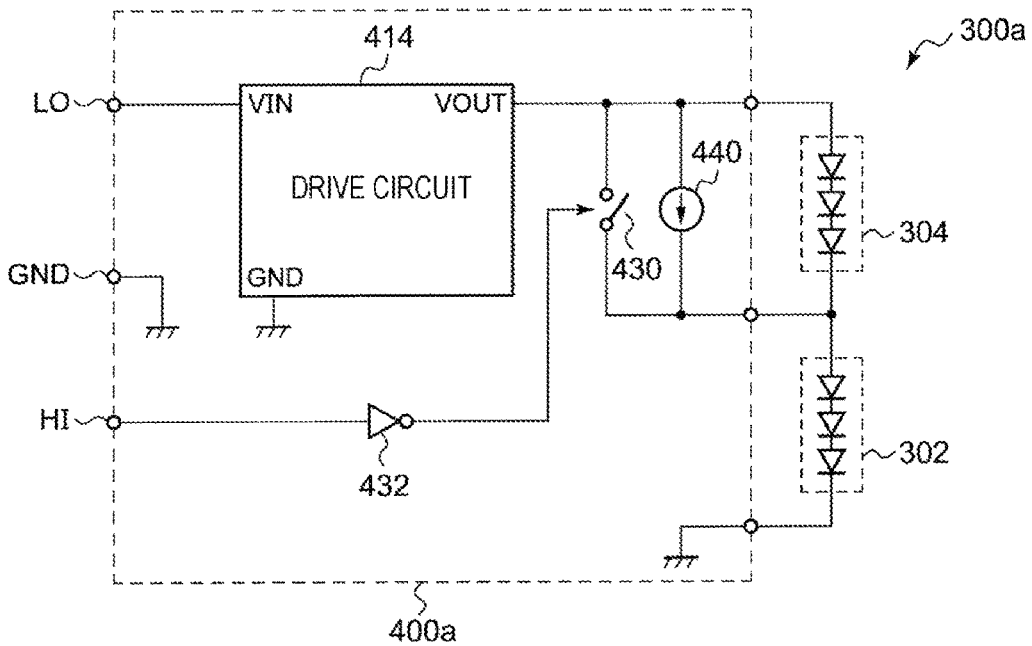 414
300a
LO
VIN
VOUT
440
DRIVE CIRCUIT
304
430
GND
GND
HI
302
432
400a